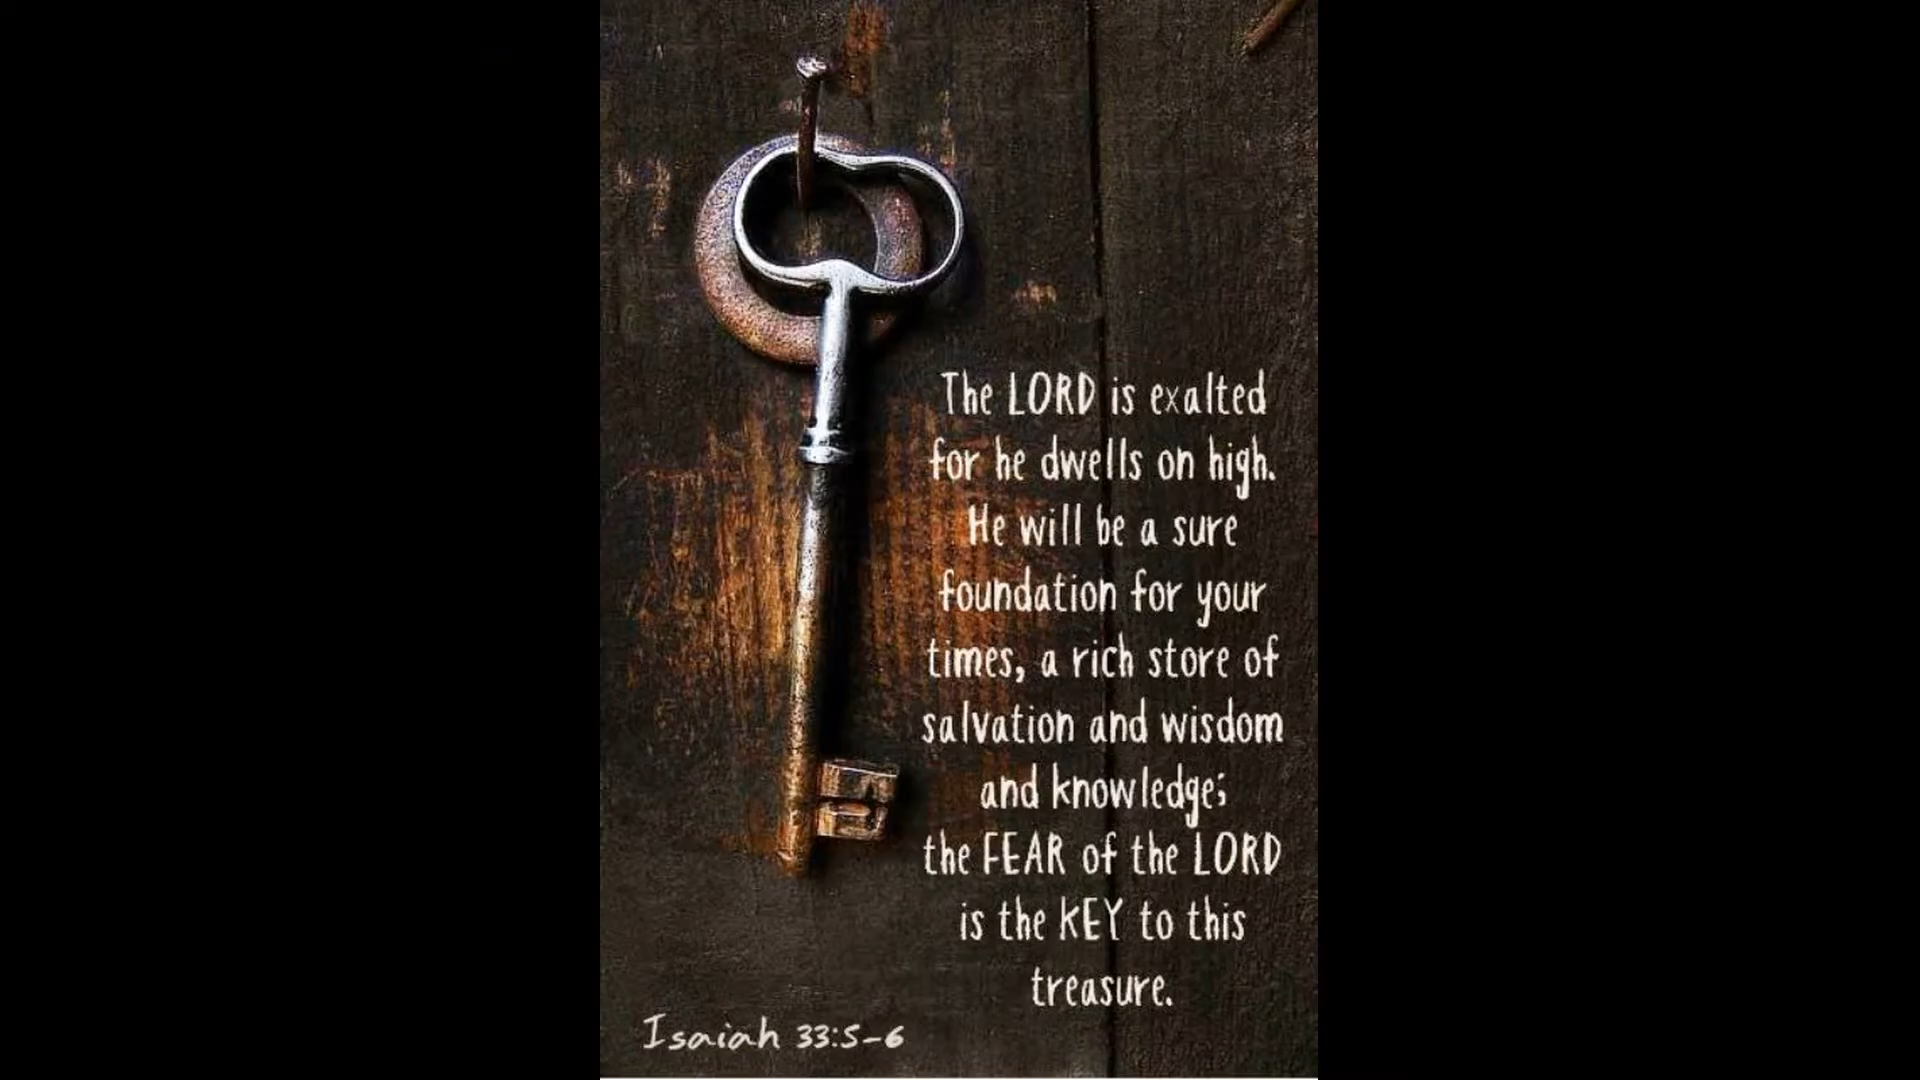 The LORD is exalted
for he dwells on high.
He will be a sure
foundation for your
times, a rich store of
salvation and wisdom
and knowledge;
the FEAR of the LORD
is the KEY to this
treasure.
Isaiah 33:5-6